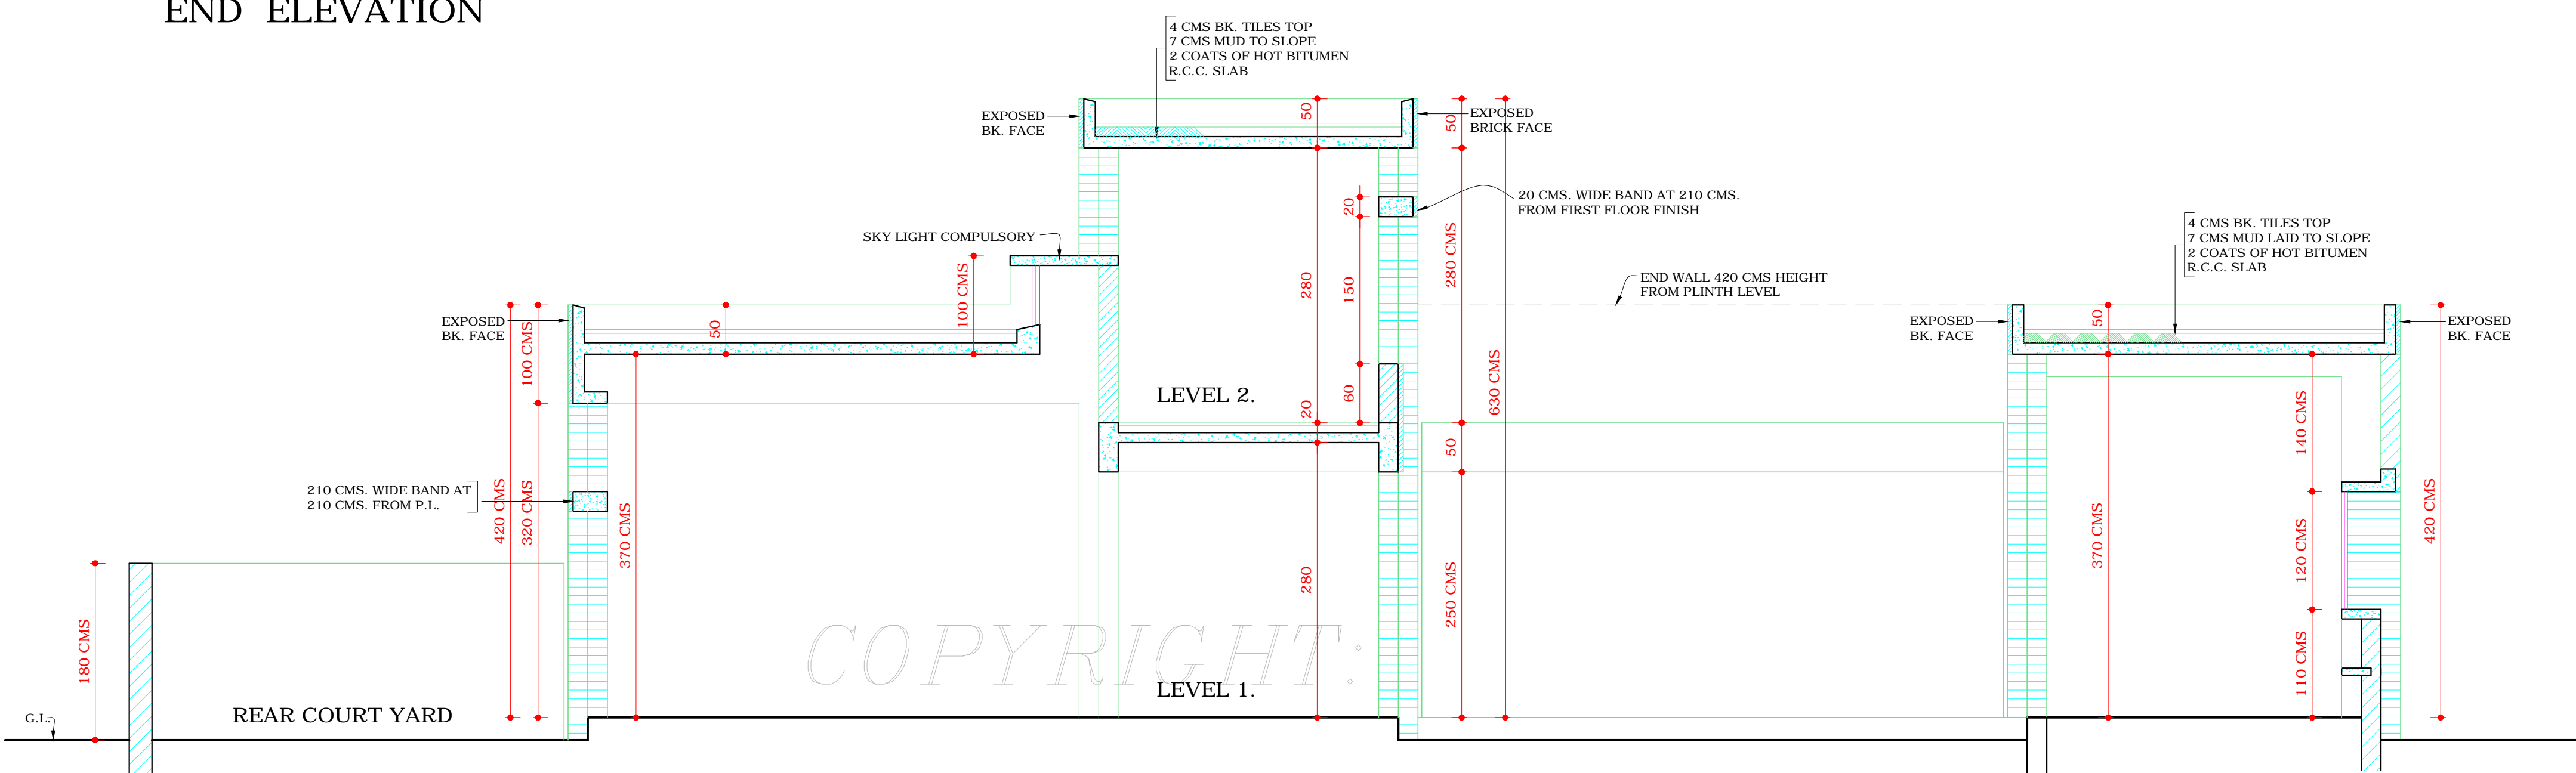 END ELEVATION
4 CMS BK. TILES TOP
7 CMS MUD TO SLOPE
2 COATS OF HOT BITUMEN
R.C.C. SLAB
EXPOSED
BK. FACE
50
50
EXPOSED
BRICK FACE
20
20 CMS. WIDE BAND AT 210 CMS.
FROM FIRST FLOOR FINISH
SKY LIGHT COMPULSORY
100 CMS
280
150
280 CMS
END WALL 420 CMS HEIGHT
FROM PLINTH LEVEL
4 CMS BK. TILES TOP
7 CMS MUD LAID TO SLOPE
2 COATS OF HOT BITUMEN
R.C.C. SLAB
EXPOSED
BK. FACE
100 CMS
50
630 CMS
EXPOSED
BK. FACE
50
EXPOSED
BK. FACE
LEVEL 2.
20
60
50
140 CMS
210 CMS. WIDE BAND AT
210 CMS. FROM P.L.
420 CMS
320 CMS
370 CMS
280
250 CMS
370 CMS
120 CMS
420 CMS
180 CMS
COPYRIGHT:
LEVEL 1.
110 CMS
G.L.
REAR COURT YARD